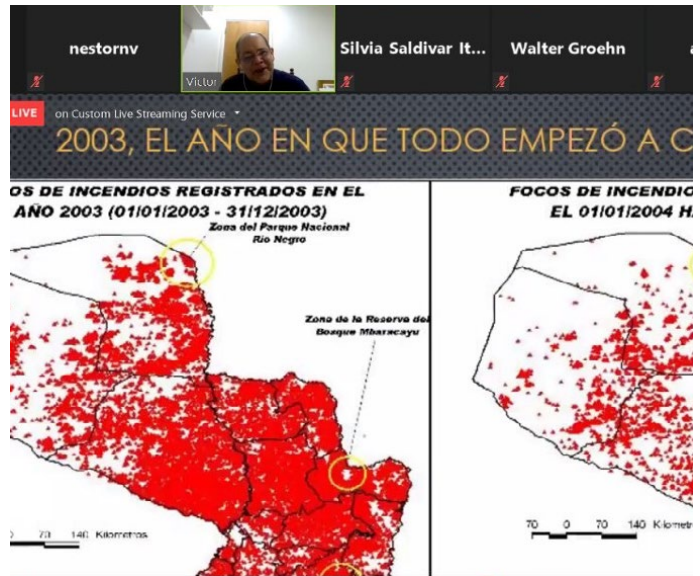 nestornv
Victor
Silvia Saldivar It...
Walter Groehn
LIVE
on Custom Live Streaming Service
2003, EL AÑO EN QUE TODO EMPEZÓ A C
OS DE INCENDIOS REGISTRADOS EN EL
AÑO 2003 (01/01/2003 - 31/12/2003)
Zona del Parque Nacional
Rio Negro
Zona de la Reserva del
Bosque Mbaracayu
70 140 Kilometros
FOCOS DE INCENDIO
EL 01/01/2004 H
70 0 70 140 Kilometr